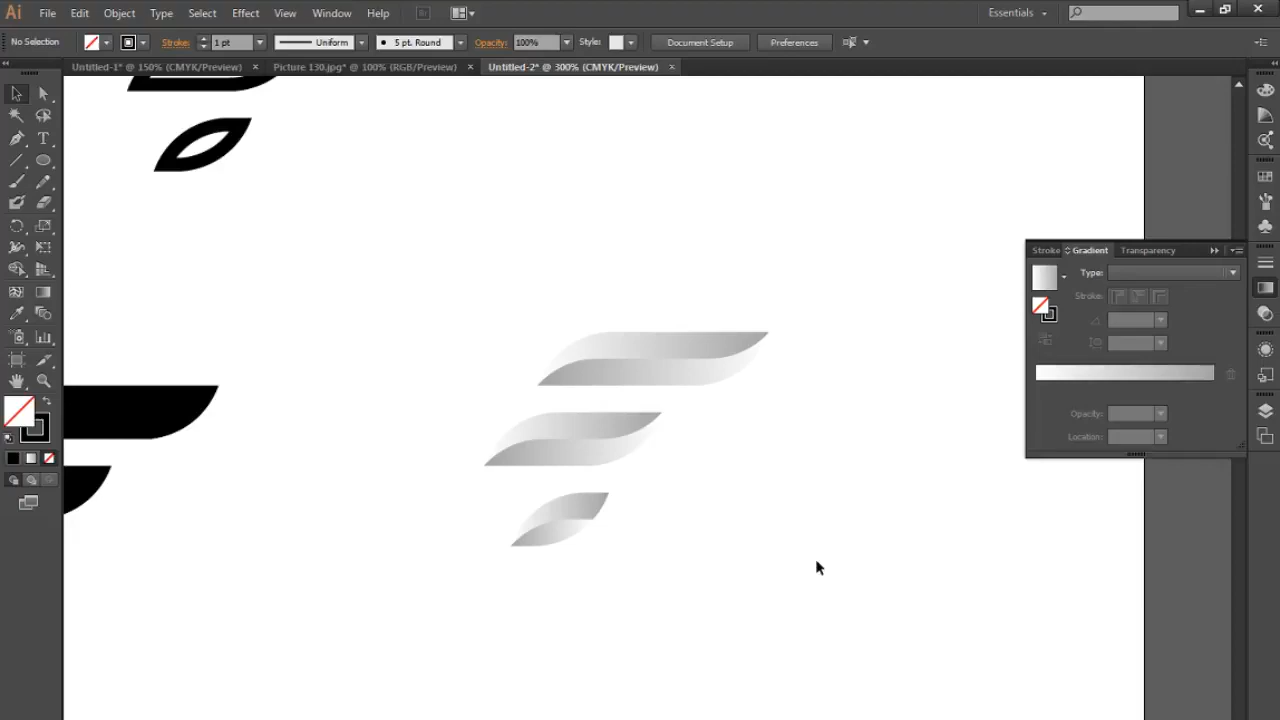 Ai File Edit Object Type Select Effect View Window Help Br Essentials
No Selection Stroke: 1 pt Uniform 5 pt. Round Opacity: 100% Style: Document Setup Preferences
Untitled-1* @ 150% (CMYK/Preview) × Picture 130.jpg* @ 100% (RGB/Preview) × Untitled-2* @ 300% (CMYK/Preview) ×
Stroke Gradient Transparency
Type:
Stroke:
Opacity:
Location: